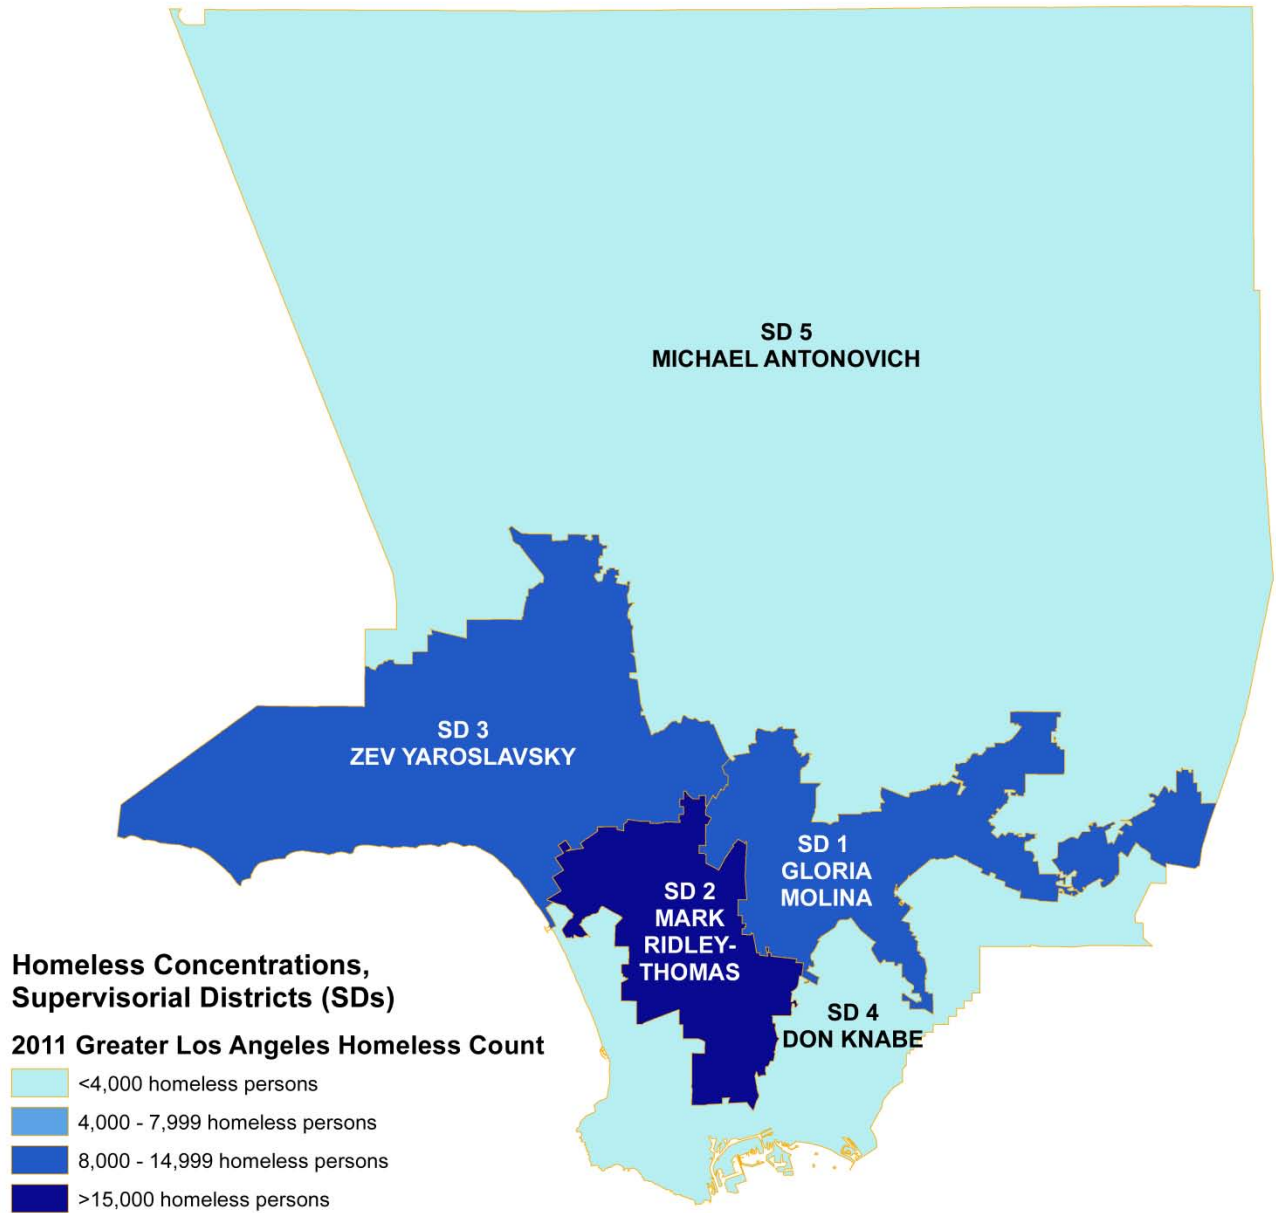 SD 5
MICHAEL ANTONOVICH
SD 3
ZEV YAROSLAVSKY
SD 1
GLORIA
MOLINA
SD 2
MARK
RIDLEY-
THOMAS
SD 4
DON KNABE
Homeless Concentrations,
Supervisorial Districts (SDs)
2011 Greater Los Angeles Homeless Count
<4,000 homeless persons
4,000 - 7,999 homeless persons
8,000 - 14,999 homeless persons
>15,000 homeless persons